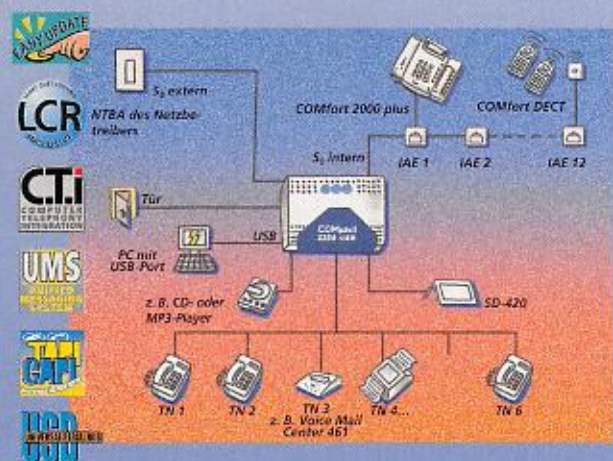 EASY UPDATE
LCR
C.T.i
COMPUTER
TELEPHONY
INTEGRATION
UMS
UNIFIED
MESSAGING
SYSTEM
CAPI
USB
S₀ extern
NTBA des Netzbe-
treibers
COMfort 2000 plus
COMfort DECT
S₀ intern
IAE 1
IAE 2
IAE 12
Tür
USB
PC mit
USB-Port
COMpact
2206 USB
z. B. CD- oder
MP3-Player
SD-420
TN 1
TN 2
TN 3
z. B. Voice Mail
Center 461
TN 4...
TN 6